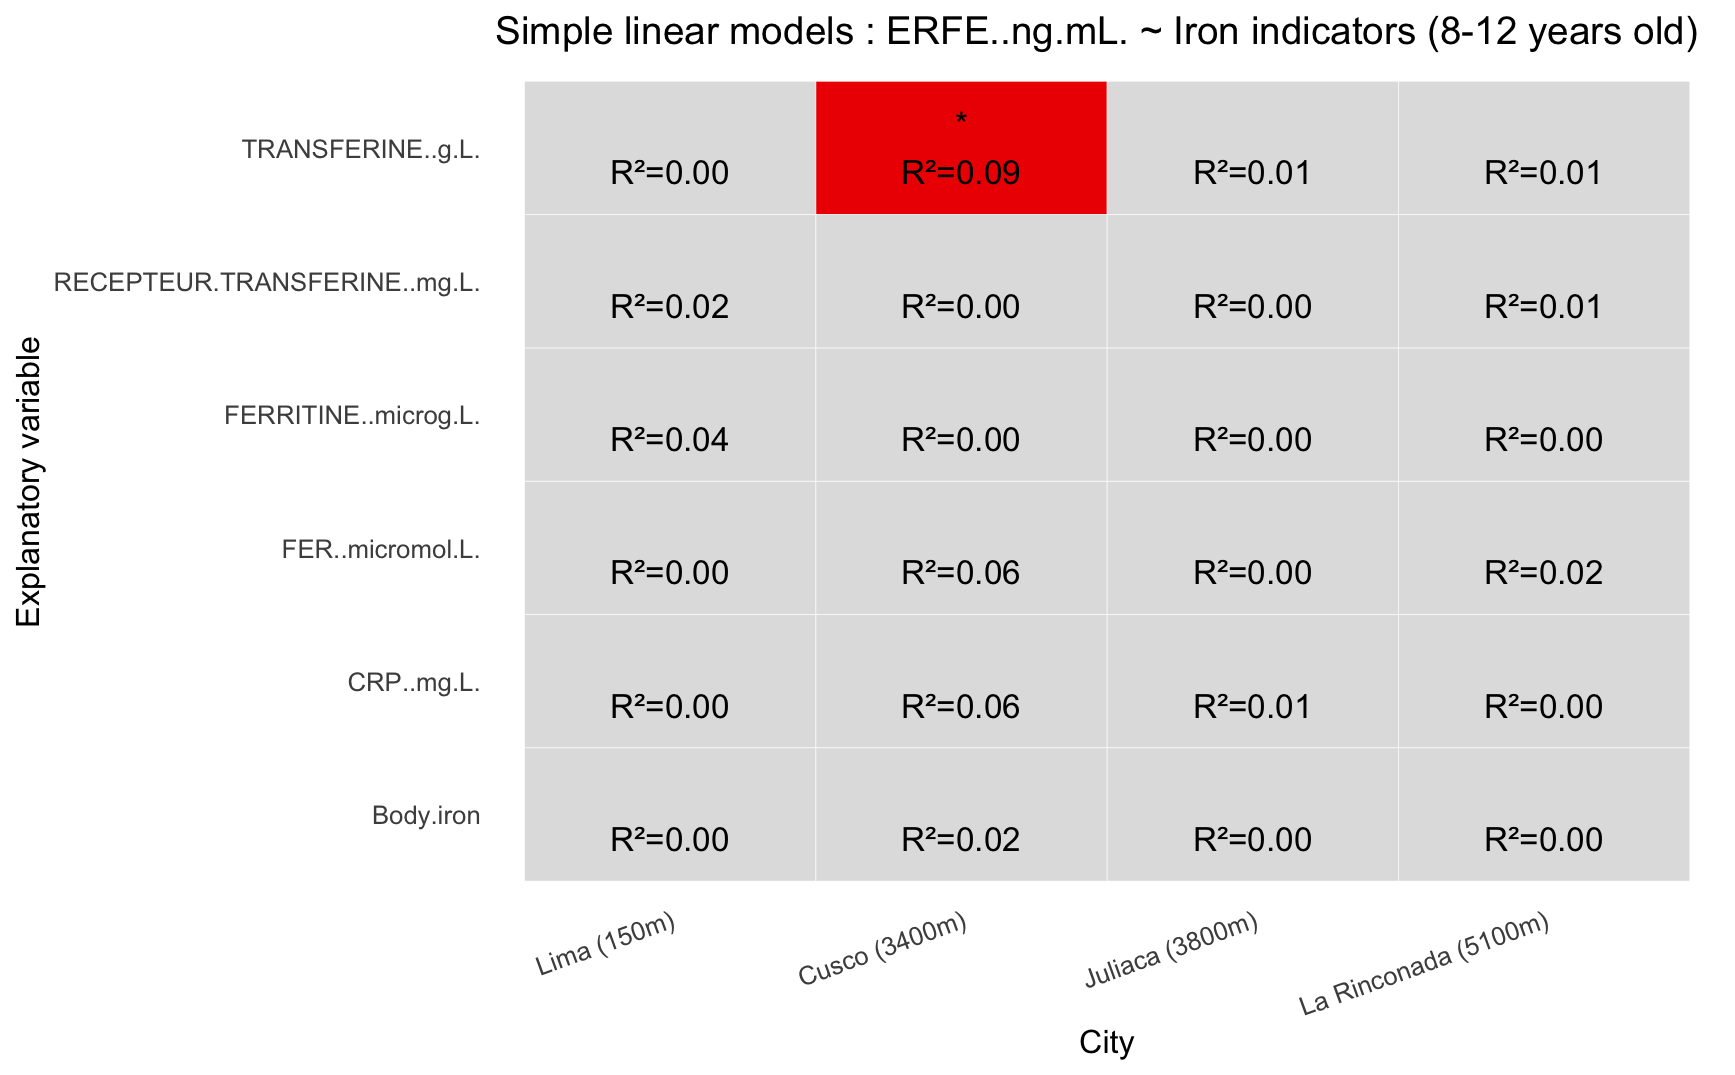 Simple linear models : ERFE..ng.mL. ~ Iron indicators (8-12 years old)
*
TRANSFERINE..g.L. R²=0.00 R²=0.09 R²=0.01 R²=0.01
RECEPTEUR.TRANSFERINE..mg.L. R²=0.02 R²=0.00 R²=0.00 R²=0.01
FERRITINE..microg.L. R²=0.04 R²=0.00 R²=0.00 R²=0.00
FER..micromol.L. R²=0.00 R²=0.06 R²=0.00 R²=0.02
CRP..mg.L. R²=0.00 R²=0.06 R²=0.01 R²=0.00
Body.iron R²=0.00 R²=0.02 R²=0.00 R²=0.00
Explanatory variable
Lima (150m) Cusco (3400m) Juliaca (3800m) La Rinconada (5100m)
City